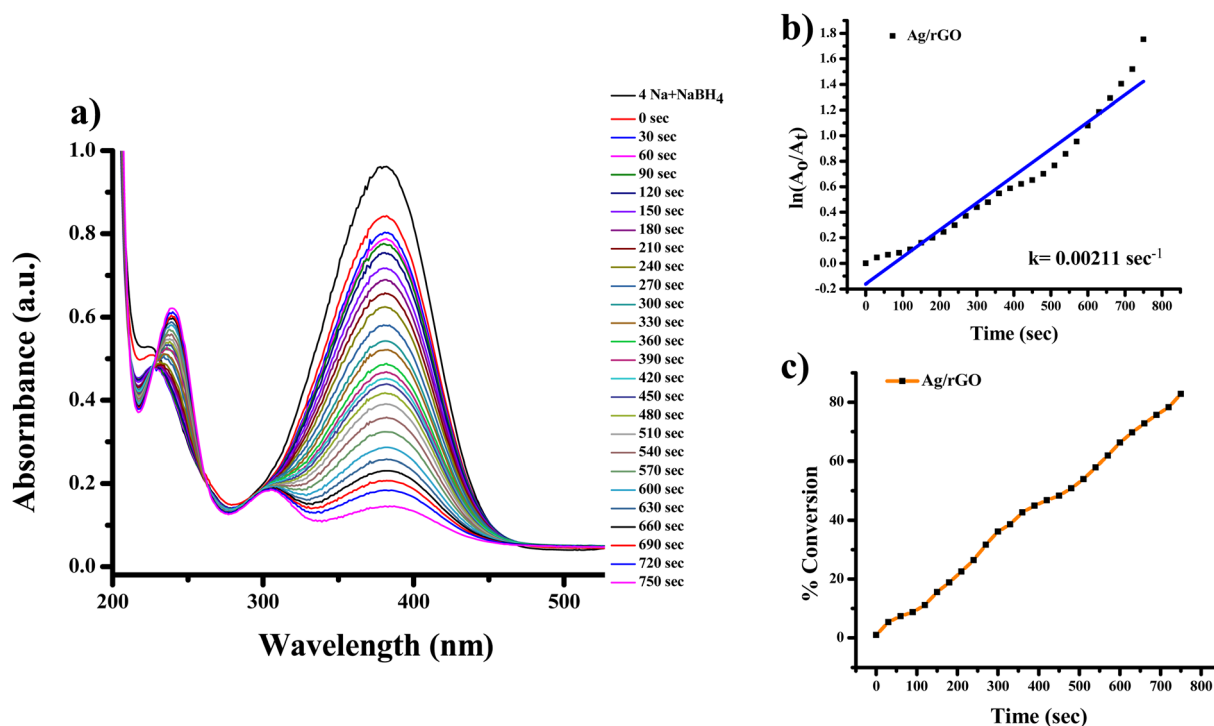 a)
4 Na+NaBH4
0 sec
30 sec
60 sec
90 sec
120 sec
150 sec
180 sec
210 sec
240 sec
270 sec
300 sec
330 sec
360 sec
390 sec
420 sec
450 sec
480 sec
510 sec
540 sec
570 sec
600 sec
630 sec
660 sec
690 sec
720 sec
750 sec
1.0
0.8
0.6
0.4
0.2
0.0
Absornbance (a.u.)
200 300 400 500
Wavelength (nm)
b)
Ag/rGO
1.8
1.6
1.4
1.2
1.0
0.8
0.6
0.4
0.2
0.0
-0.2
ln(Ao/At)
k= 0.00211 sec-1
0 100 200 300 400 500 600 700 800
Time (sec)
c)
Ag/rGO
80
60
40
20
0
% Conversion
0 100 200 300 400 500 600 700 800
Time (sec)